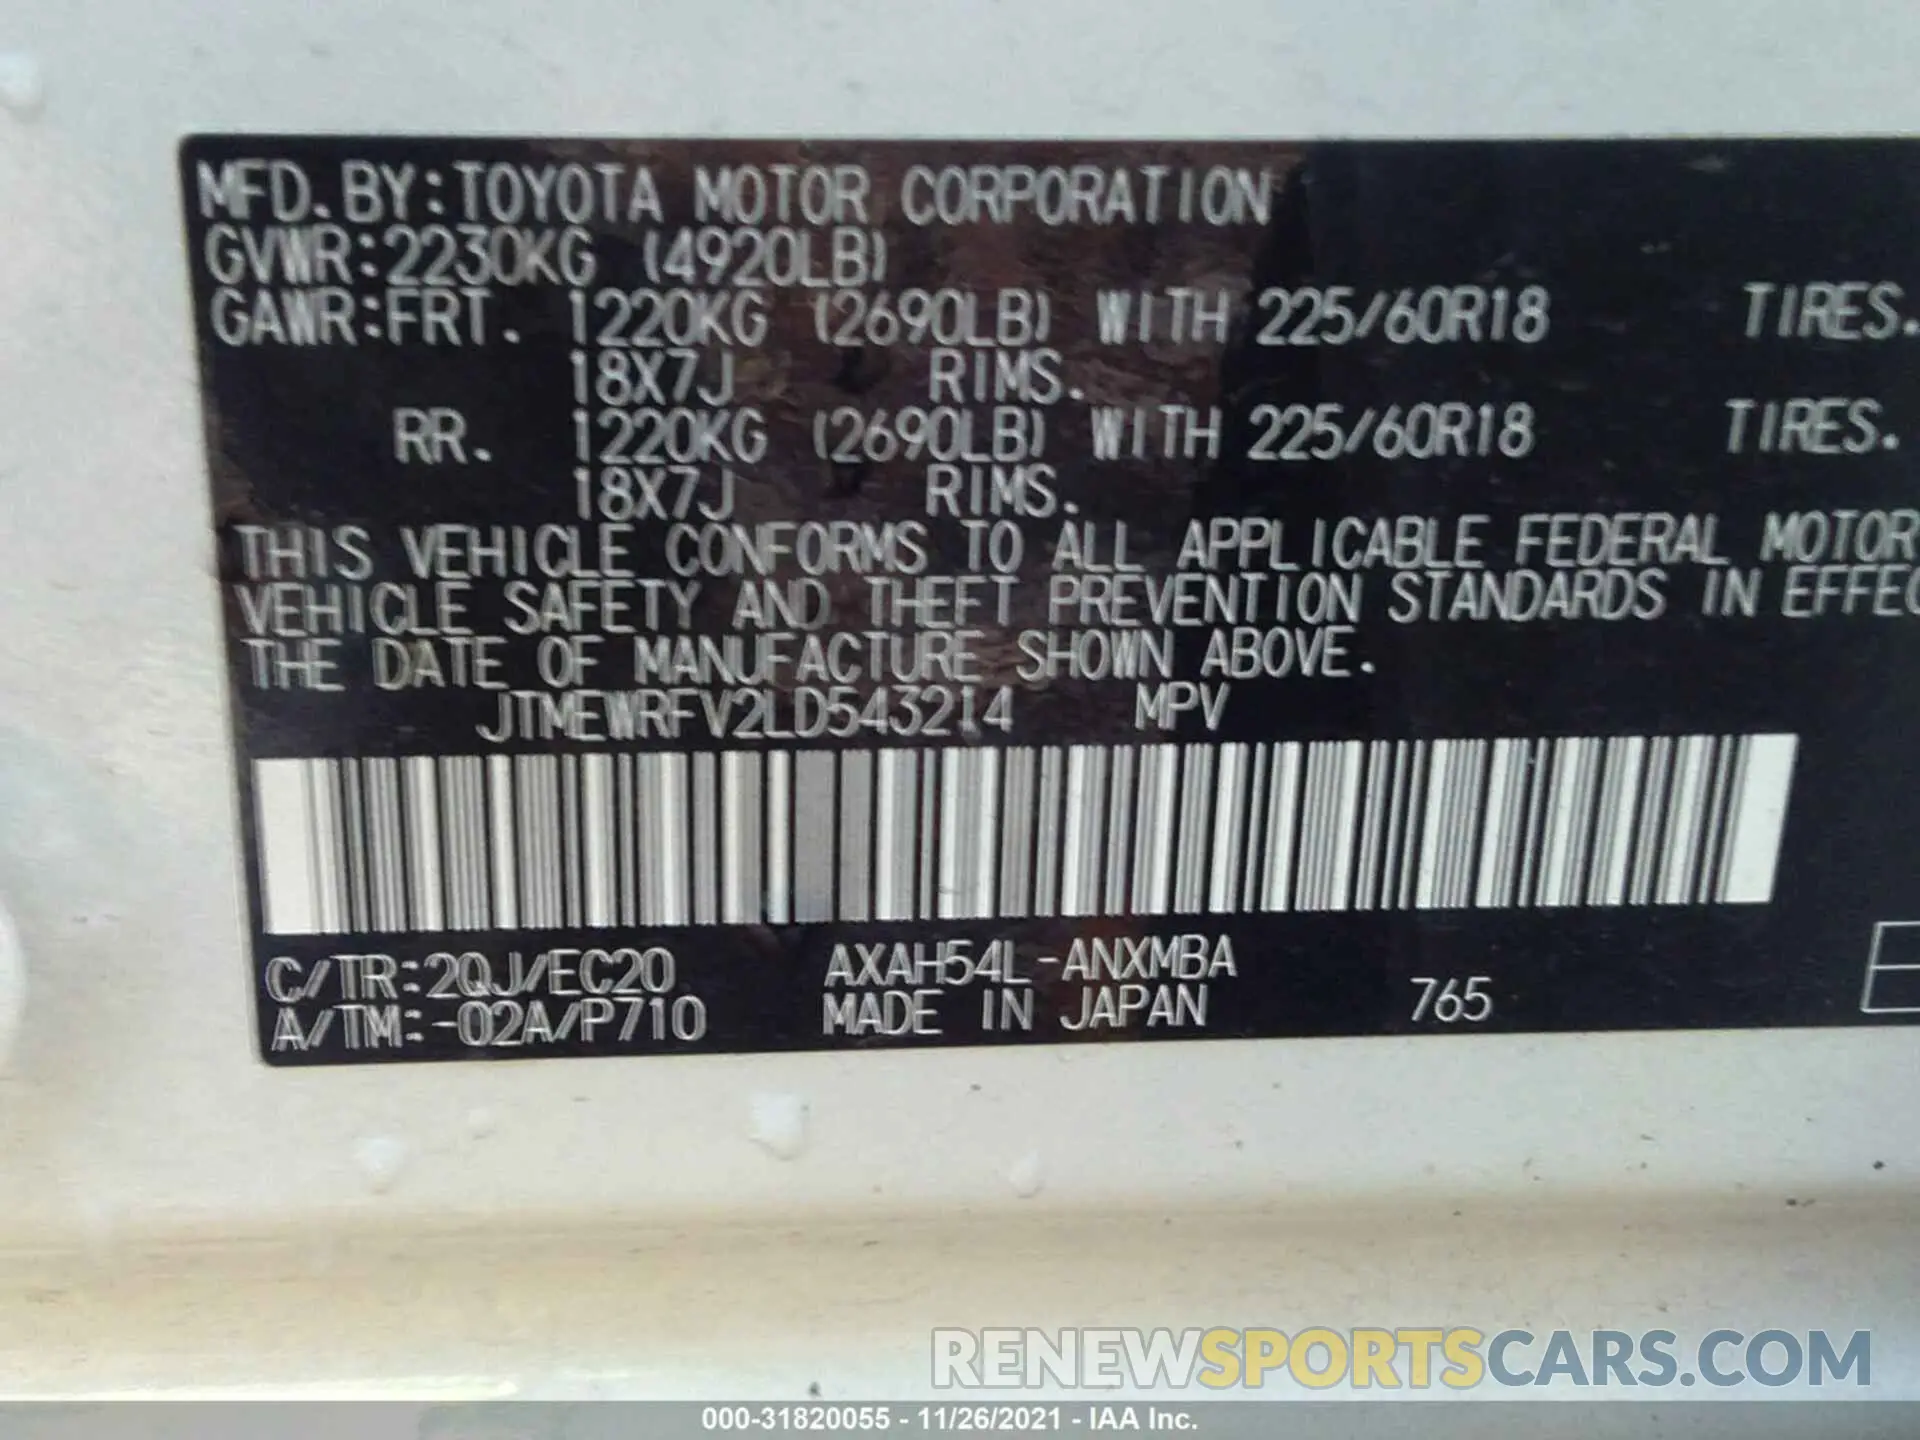 MFD. BY:TOYOTA MOTOR CORPORATION
GVWR:2230KG (4920LB)
GAWR:FRT. 1220KG (2690LB) WITH 225/60R18 TIRES.
18X7J RIMS.
RR. 1220KG (2690LB) WITH 225/60R18 TIRES.
18X7J RIMS.
THIS VEHICLE CONFORMS TO ALL APPLICABLE FEDERAL MOTOR
VEHICLE SAFETY AND THEFT PREVENTION STANDARDS IN EFFEC
THE DATE OF MANUFACTURE SHOWN ABOVE.
JTMEWRFV2LD543214 MPV
C/TR:2QJ/EC20 AXAH54L-ANXMBA
A/TM:-02A/P710 MADE IN JAPAN 765
RENEWSPORTSCARS.COM
000-31820055 - 11/26/2021 - IAA Inc.